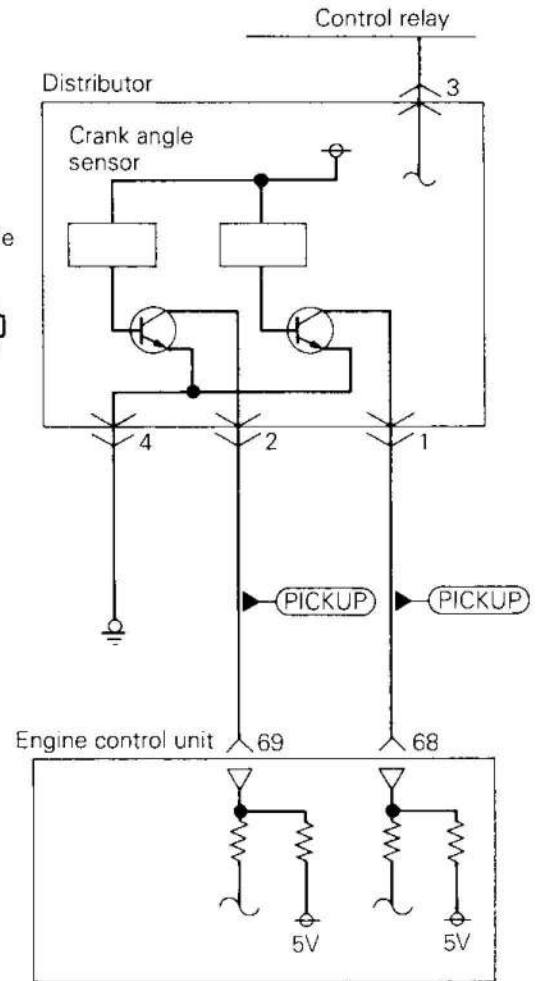 Control relay
3
Distributor
Crank angle
sensor
e
4
2
1
PICKUP
PICKUP
Engine control unit
69
68
5V
5V